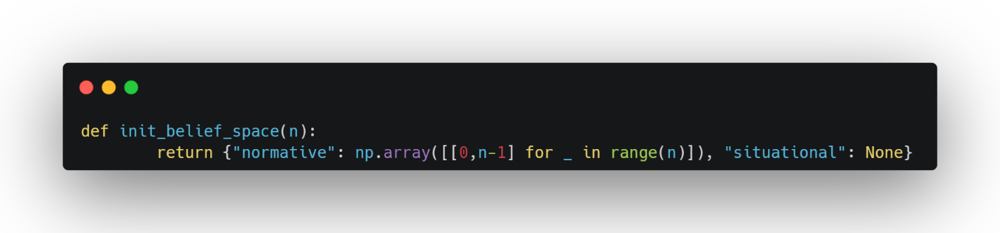 def init_belief_space(n):
        return {"normative": np.array([[0,n-1] for _ in range(n)]), "situational": None}